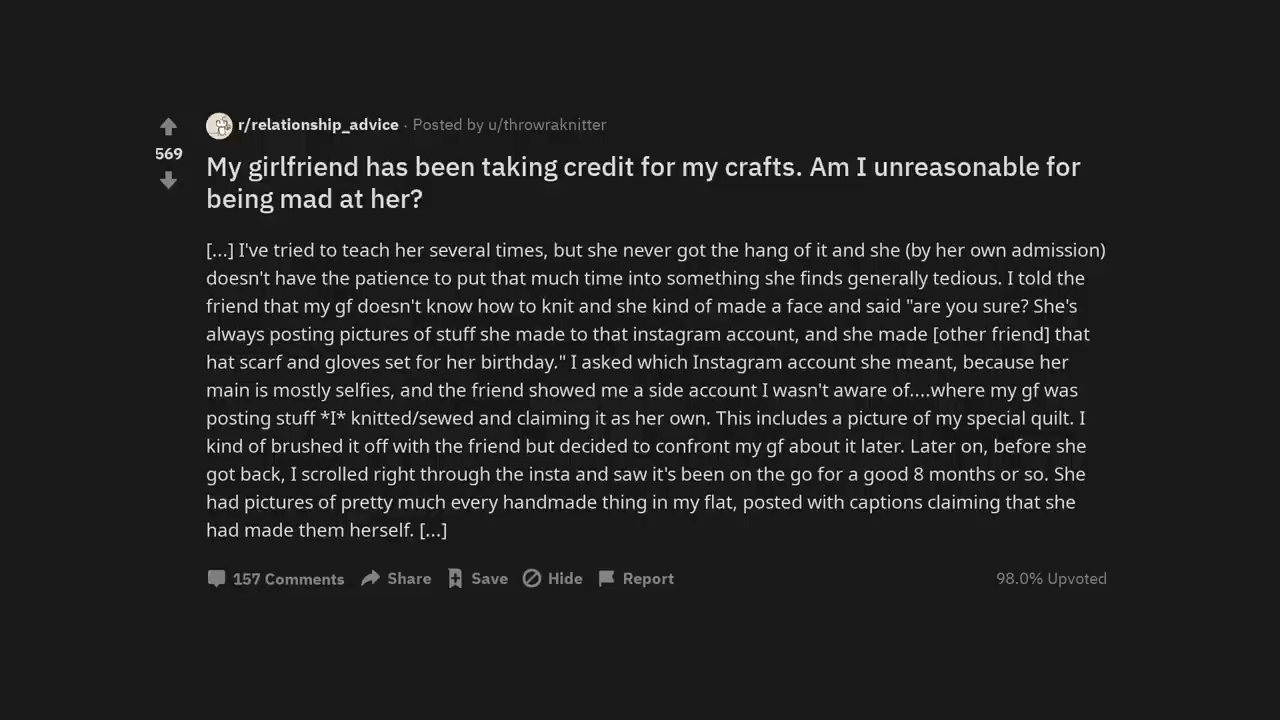 r/relationship_advice · Posted by u/throwraknitter
569
My girlfriend has been taking credit for my crafts. Am I unreasonable for
being mad at her?
[...] I've tried to teach her several times, but she never got the hang of it and she (by her own admission)
doesn't have the patience to put that much time into something she finds generally tedious. I told the
friend that my gf doesn't know how to knit and she kind of made a face and said "are you sure? She's
always posting pictures of stuff she made to that instagram account, and she made [other friend] that
hat scarf and gloves set for her birthday." I asked which Instagram account she meant, because her
main is mostly selfies, and the friend showed me a side account I wasn't aware of....where my gf was
posting stuff *I* knitted/sewed and claiming it as her own. This includes a picture of my special quilt. I
kind of brushed it off with the friend but decided to confront my gf about it later. Later on, before she
got back, I scrolled right through the insta and saw it's been on the go for a good 8 months or so. She
had pictures of pretty much every handmade thing in my flat, posted with captions claiming that she
had made them herself. [...]
157 Comments Share Save Hide Report 98.0% Upvoted